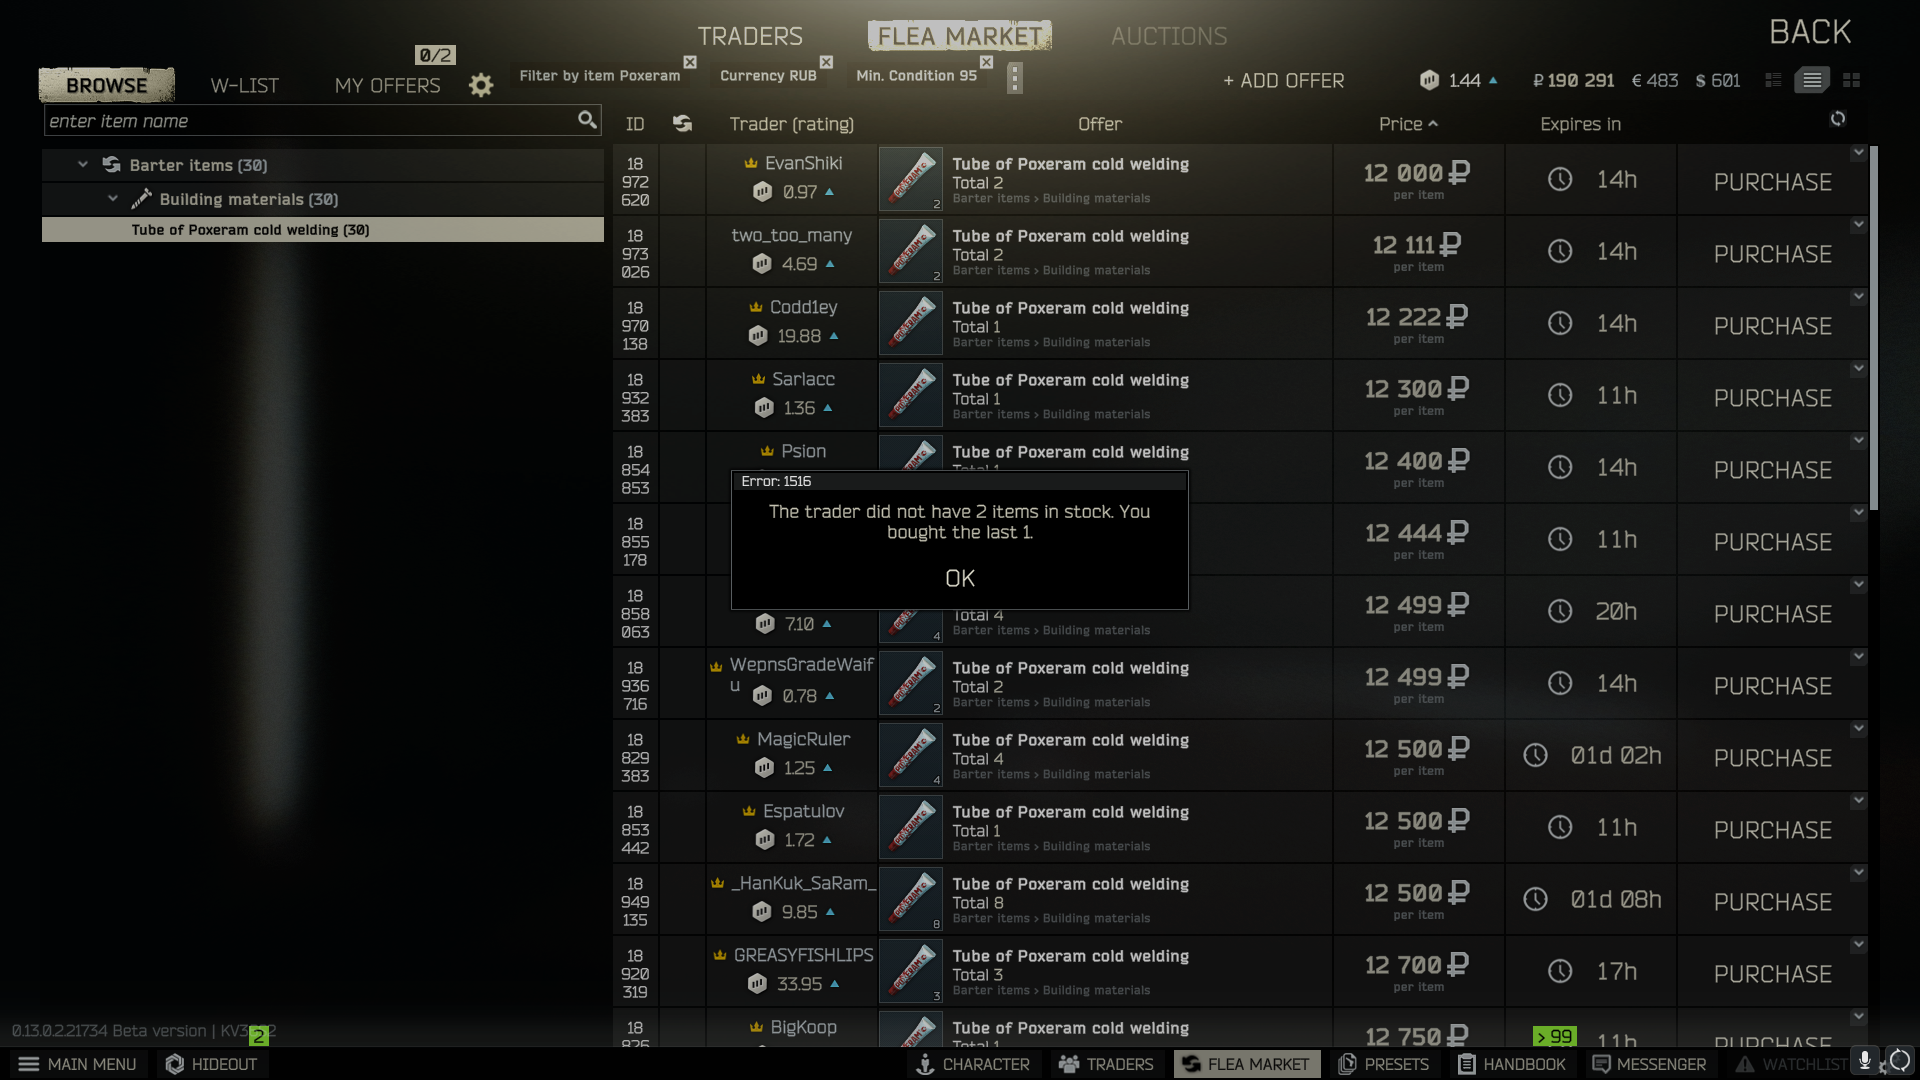 TRADERS
FLEA MARKET
AUCTIONS
BACK
BROWSE
W-LIST
MY OFFERS
0/2
Filter by item Poxeram
Currency RUB
Min. Condition 95
+ ADD OFFER
1.44
₽ 190 291
€ 483
$ 601
enter item name
Barter items (30)
Building materials (30)
Tube of Poxeram cold welding (30)
ID
Trader (rating)
Offer
Price
Expires in
18 972 620
EvanShiki
0.97
2
Tube of Poxeram cold welding
Total 2
Barter items > Building materials
12 000 ₽
per item
14h
PURCHASE
18 973 026
two_too_many
4.69
2
Tube of Poxeram cold welding
Total 2
Barter items > Building materials
12 111 ₽
per item
14h
PURCHASE
18 970 138
Codd1ey
19.88
Tube of Poxeram cold welding
Total 1
Barter items > Building materials
12 222 ₽
per item
14h
PURCHASE
18 932 383
Sarlacc
1.36
Tube of Poxeram cold welding
Total 1
Barter items > Building materials
12 300 ₽
per item
11h
PURCHASE
18 854 853
Psion
Tube of Poxeram cold welding
12 400 ₽
per item
14h
PURCHASE
Error: 1516
The trader did not have 2 items in stock. You
bought the last 1.
OK
18 855 178
12 444 ₽
per item
11h
PURCHASE
18 858 063
7.10
4
Total 4
Barter items > Building materials
12 499 ₽
per item
20h
PURCHASE
18 936 716
WepnsGradeWaif
u
0.78
2
Tube of Poxeram cold welding
Total 2
Barter items > Building materials
12 499 ₽
per item
14h
PURCHASE
18 829 383
MagicRuler
1.25
4
Tube of Poxeram cold welding
Total 4
Barter items > Building materials
12 500 ₽
per item
01d 02h
PURCHASE
18 853 442
Espatulov
1.72
Tube of Poxeram cold welding
Total 1
Barter items > Building materials
12 500 ₽
per item
11h
PURCHASE
18 949 135
_HanKuk_SaRam_
9.85
8
Tube of Poxeram cold welding
Total 8
Barter items > Building materials
12 500 ₽
per item
01d 08h
PURCHASE
18 920 319
GREASYFISHLIPS
33.95
3
Tube of Poxeram cold welding
Total 3
Barter items > Building materials
12 700 ₽
per item
17h
PURCHASE
18
BigKoop
Tube of Poxeram cold welding
12 750 ₽
11h
PURCHASE
0.13.0.2.21734 Beta version |
2
> 99
MAIN MENU
HIDEOUT
CHARACTER
TRADERS
FLEA MARKET
PRESETS
HANDBOOK
MESSENGER
WATCHLIST